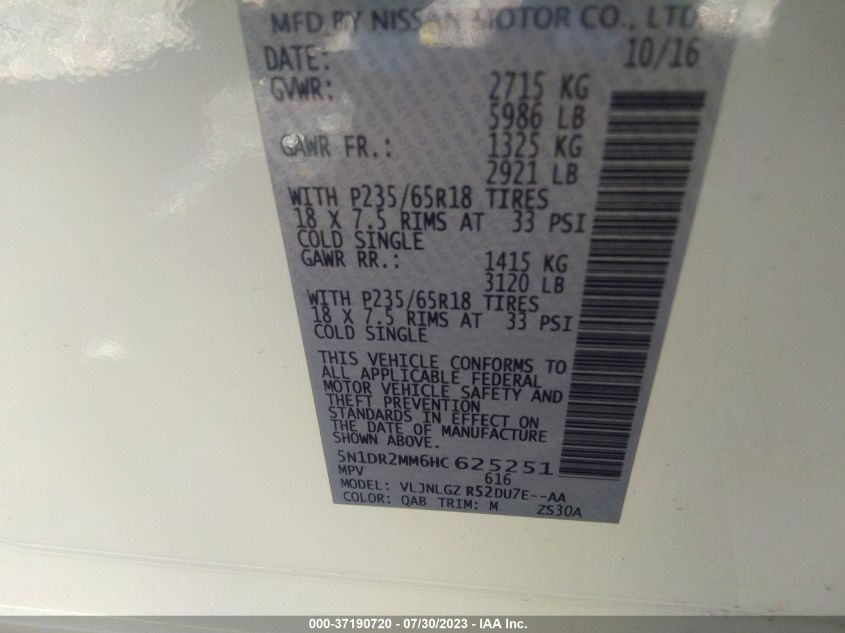 MFD BY NISSAN MOTOR CO., LTD
DATE: 10/16
GVWR: 2715 KG
5986 LB
GAWR FR.: 1325 KG
2921 LB
WITH P235/65R18 TIRES
18 X 7.5 RIMS AT 33 PSI
COLD SINGLE
GAWR RR.: 1415 KG
3120 LB
WITH P235/65R18 TIRES
18 X 7.5 RIMS AT 33 PSI
COLD SINGLE
THIS VEHICLE CONFORMS TO
ALL APPLICABLE FEDERAL
MOTOR VEHICLE SAFETY AND
THEFT PREVENTION
STANDARDS IN EFFECT ON
THE DATE OF MANUFACTURE
SHOWN ABOVE.
5N1DR2MM6HC 625251
MPV 616
MODEL: VLJNLGZ R52DU7E--AA
COLOR: QAB TRIM: M ZS30A
000-37190720 - 07/30/2023 - IAA Inc.